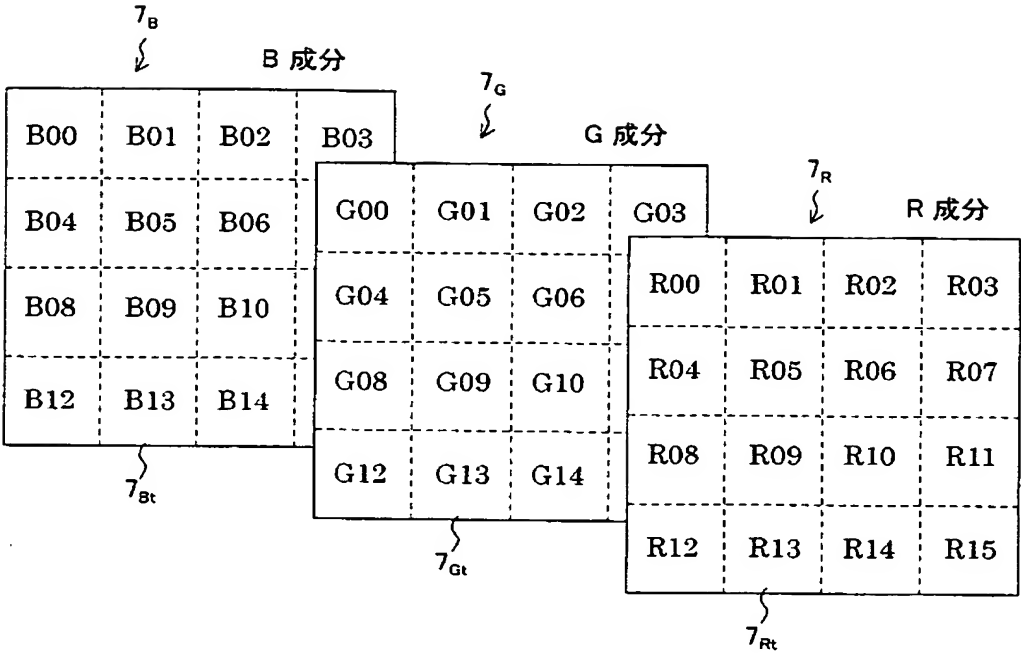 7B
B 成分
B00 B01 B02 B03
B04 B05 B06
B08 B09 B10
B12 B13 B14
7Bt
7G
G 成分
G00 G01 G02 G03
G04 G05 G06
G08 G09 G10
G12 G13 G14
7Gt
7R
R 成分
R00 R01 R02 R03
R04 R05 R06 R07
R08 R09 R10 R11
R12 R13 R14 R15
7Rt